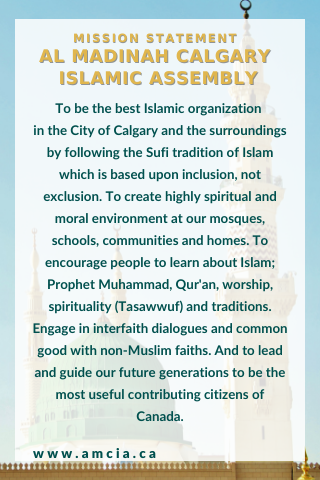 MISSION STATEMENT
AL MADINAH CALGARY
ISLAMIC ASSEMBLY
To be the best Islamic organization
in the City of Calgary and the surroundings
by following the Sufi tradition of Islam
which is based upon inclusion, not
exclusion. To create highly spiritual and
moral environment at our mosques,
schools, communities and homes. To
encourage people to learn about Islam;
Prophet Muhammad, Qur'an, worship,
spirituality (Tasawwuf) and traditions.
Engage in interfaith dialogues and common
good with non-Muslim faiths. And to lead
and guide our future generations to be the
most useful contributing citizens of
Canada.
www.amcia.ca